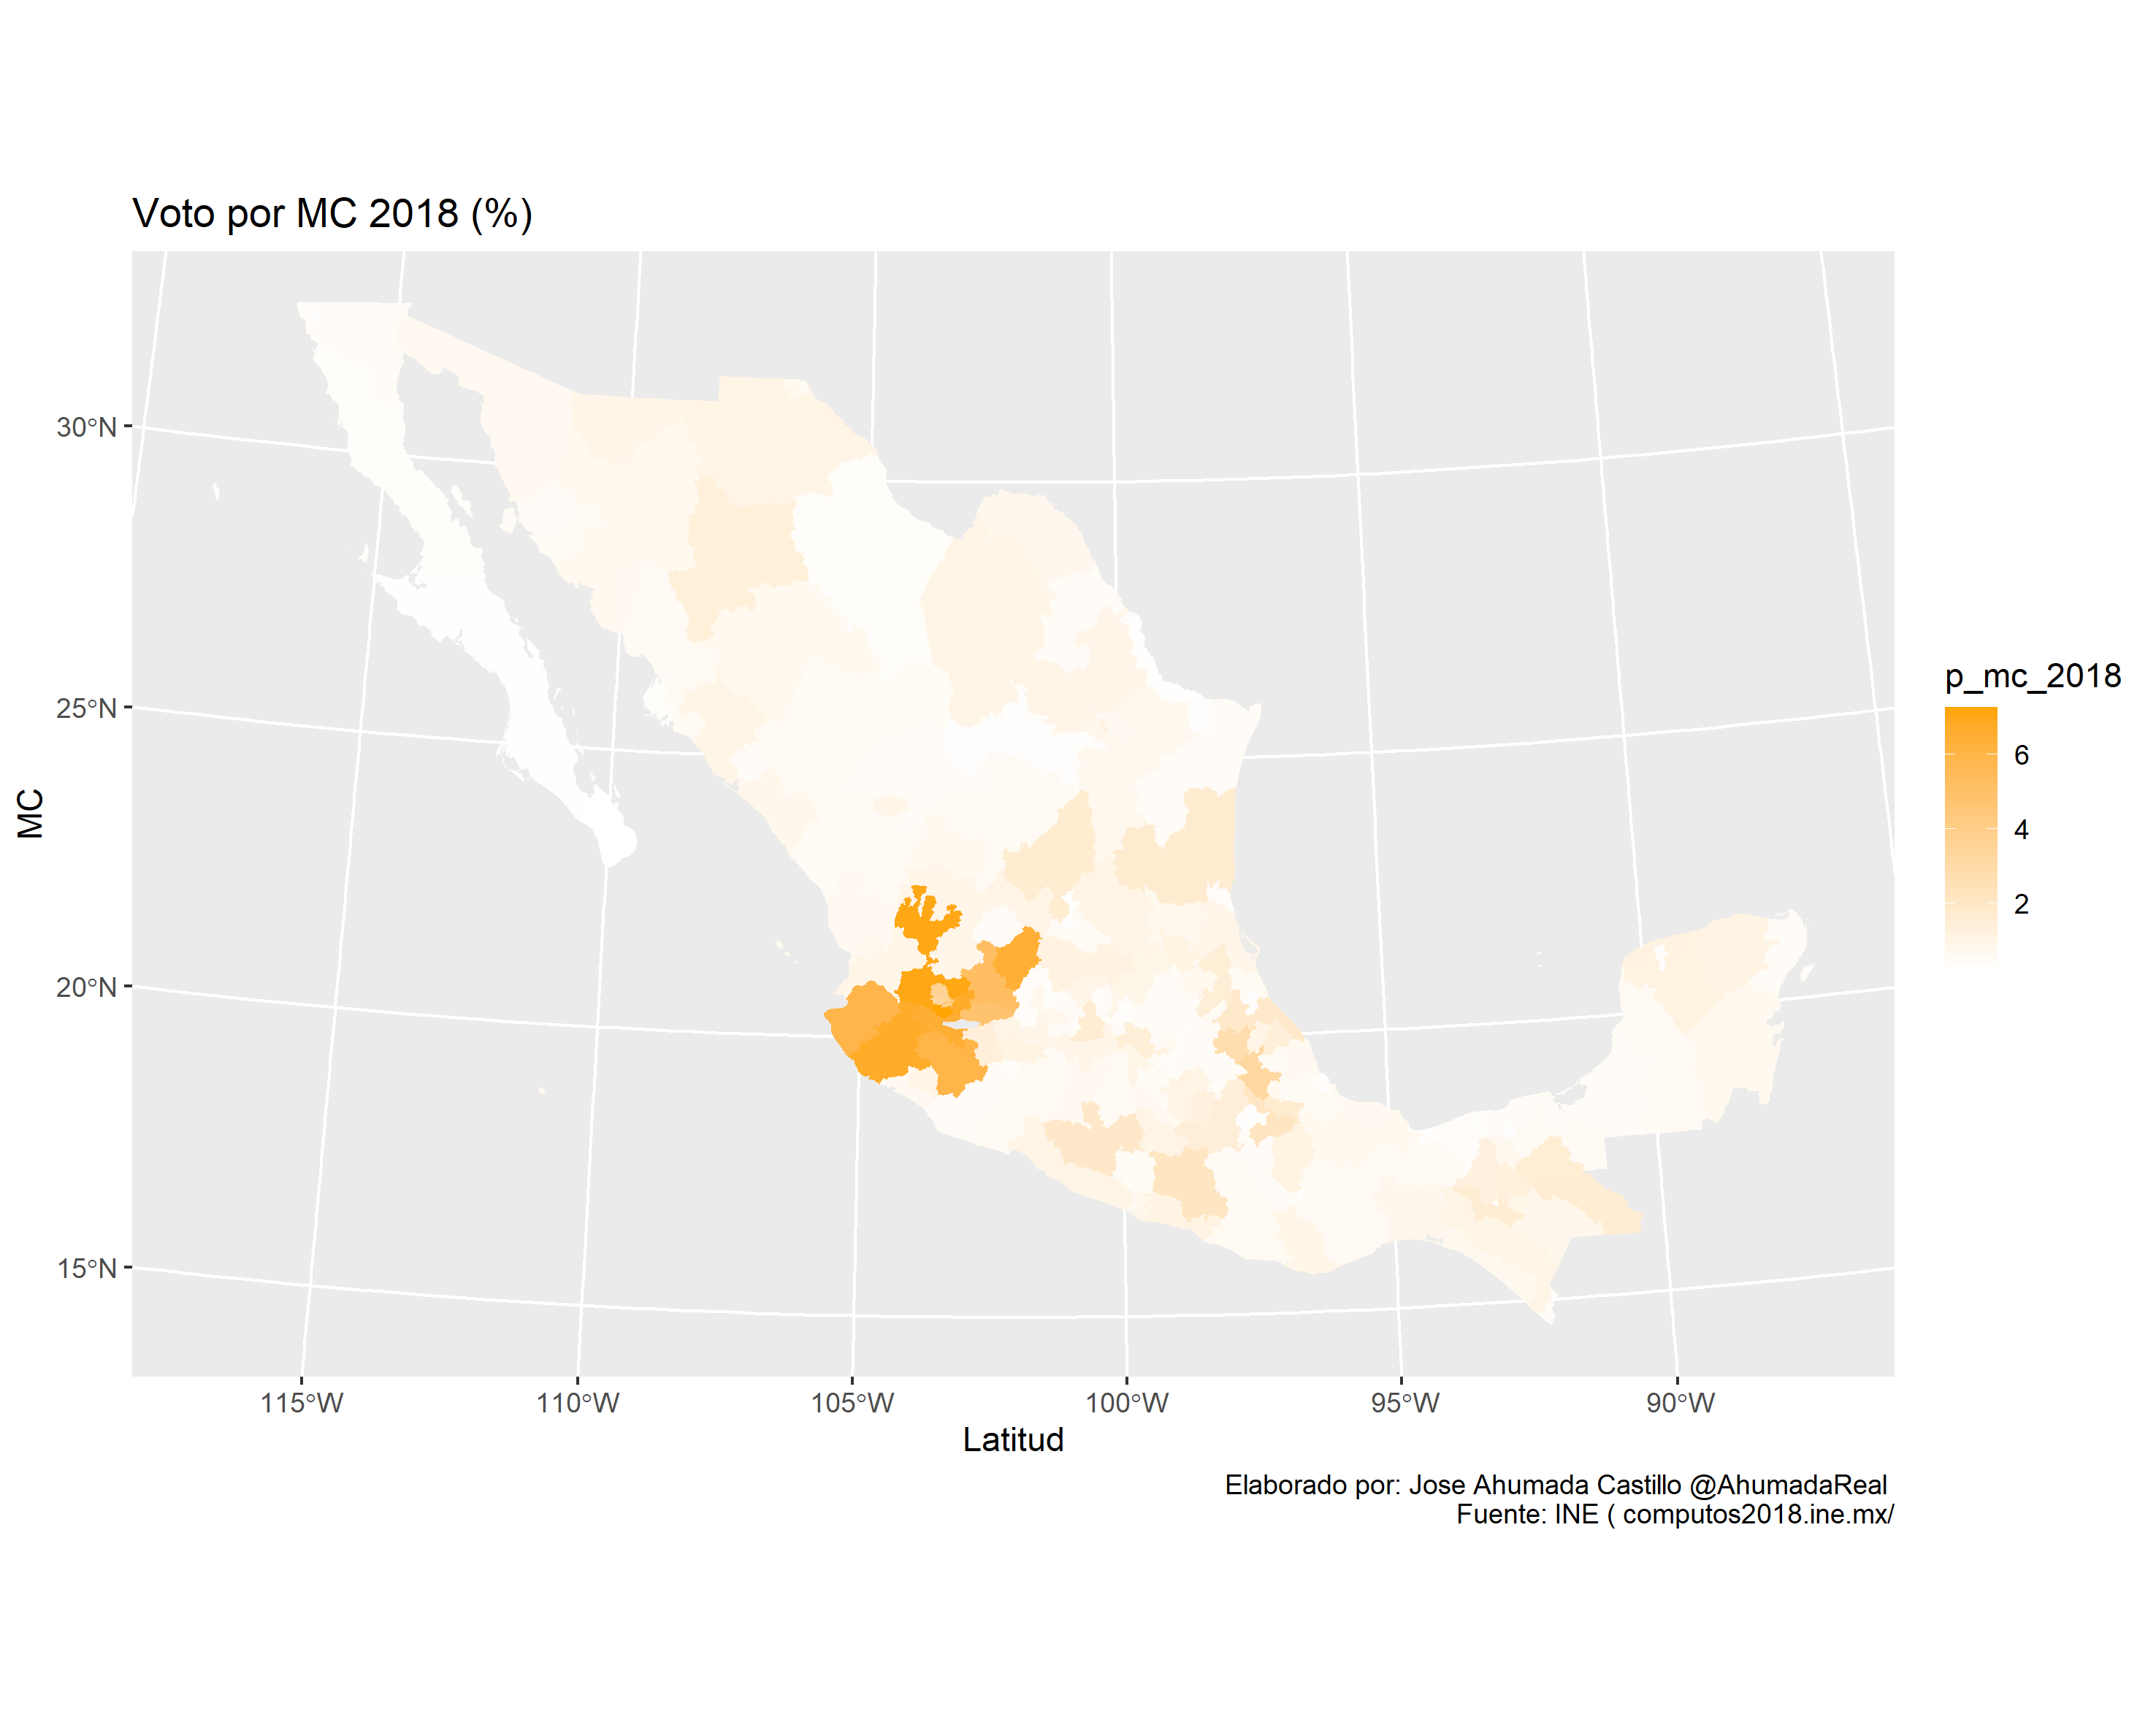 Voto por MC 2018 (%)
30°N
25°N
20°N
15°N
MC
115°W
110°W
105°W
100°W
95°W
90°W
Latitud
p_mc_2018
6
4
2
Elaborado por: Jose Ahumada Castillo @AhumadaReal
Fuente: INE ( computos2018.ine.mx/